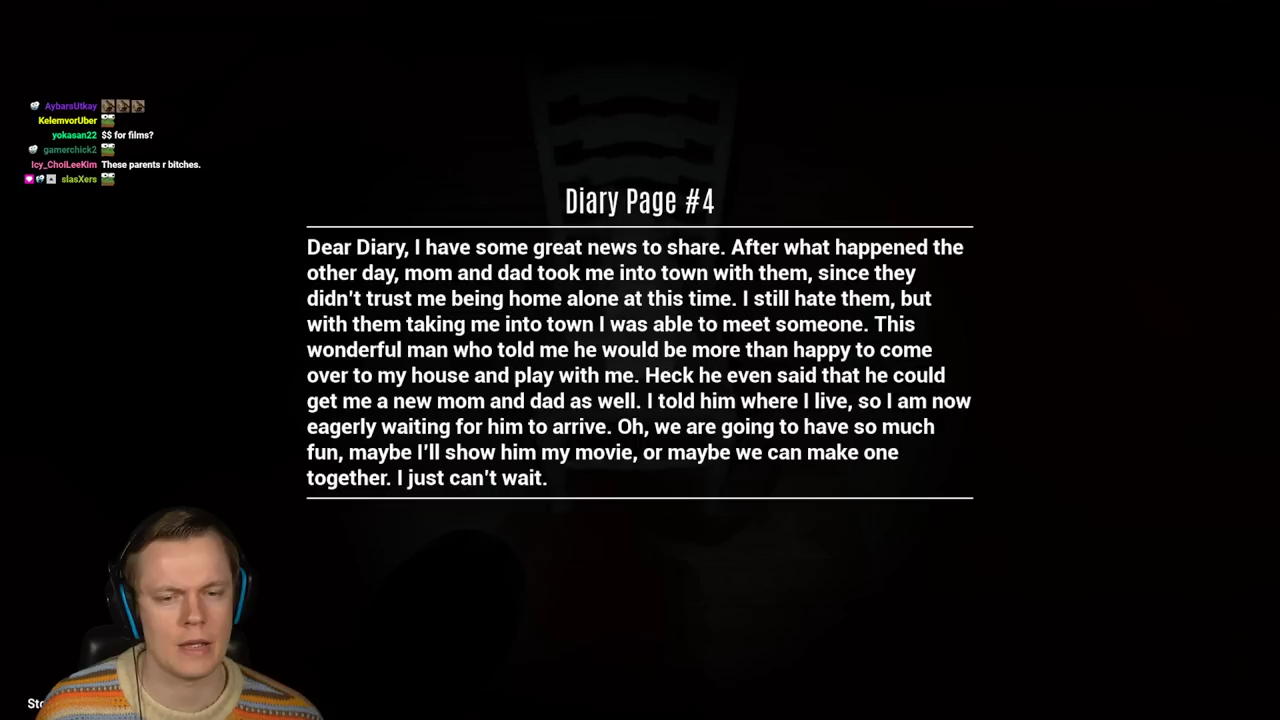 AybarsUtkay
KelemvorUber
yokasan22 $$ for films?
gamerchick2
Icy_ChoiLeeKim These parents r bitches.
slasXers
Diary Page #4
Dear Diary, I have some great news to share. After what happened the
other day, mom and dad took me into town with them, since they
didn't trust me being home alone at this time. I still hate them, but
with them taking me into town I was able to meet someone. This
wonderful man who told me he would be more than happy to come
over to my house and play with me. Heck he even said that he could
get me a new mom and dad as well. I told him where I live, so I am now
eagerly waiting for him to arrive. Oh, we are going to have so much
fun, maybe I'll show him my movie, or maybe we can make one
together. I just can't wait.